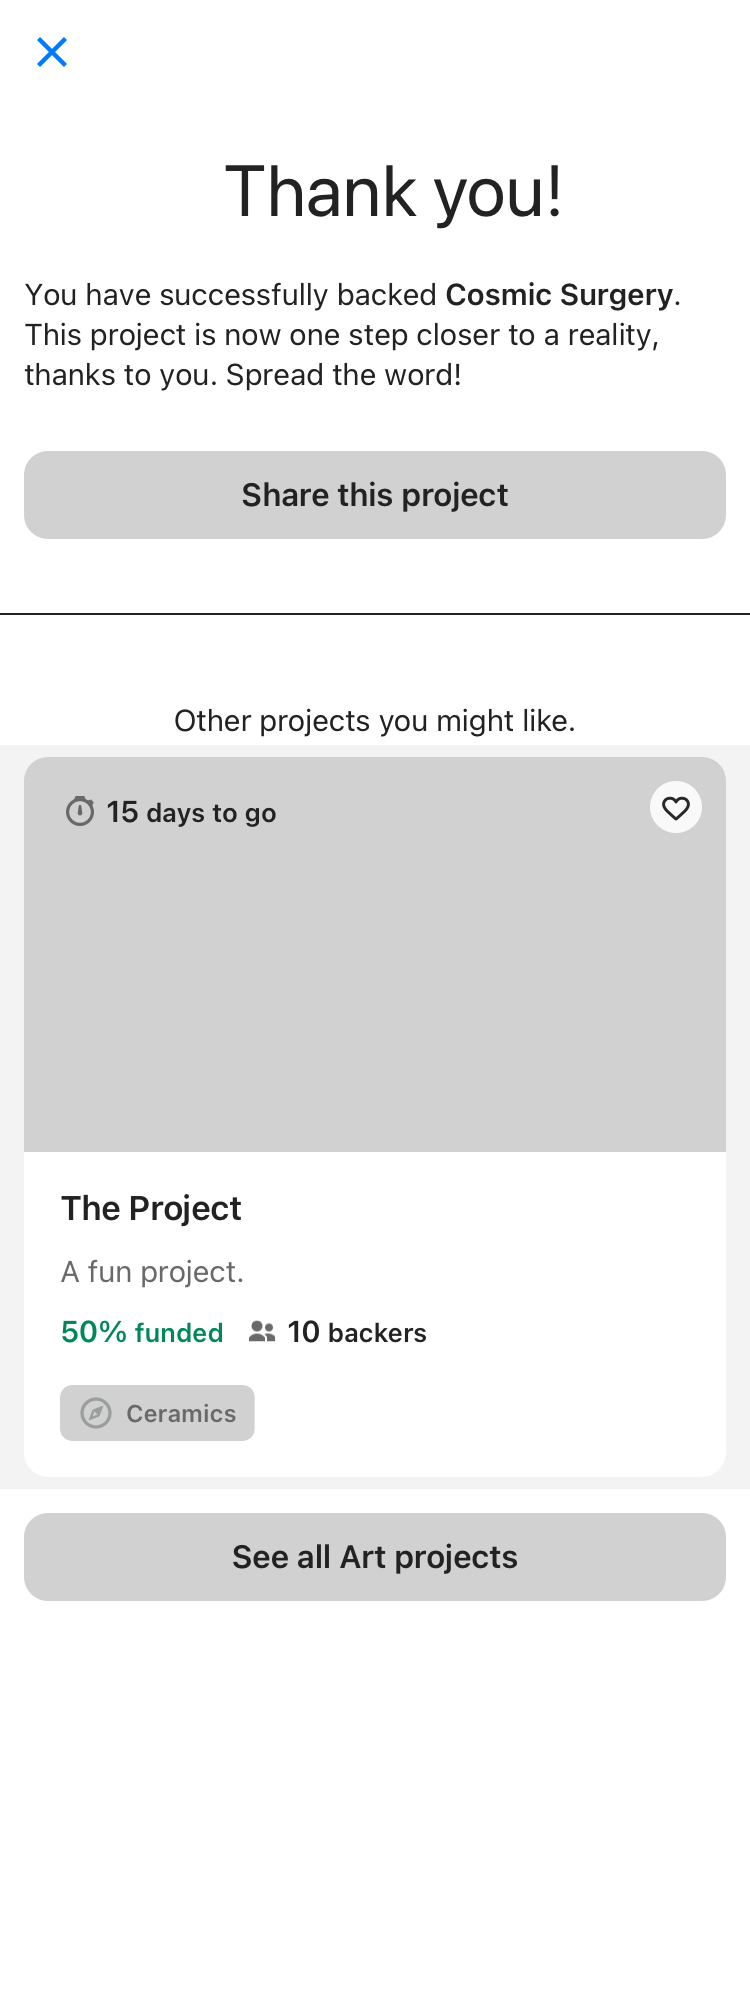 Thank you!
You have successfully backed Cosmic Surgery.
This project is now one step closer to a reality,
thanks to you. Spread the word!
Share this project
Other projects you might like.
15 days to go
The Project
A fun project.
50% funded 10 backers
Ceramics
See all Art projects